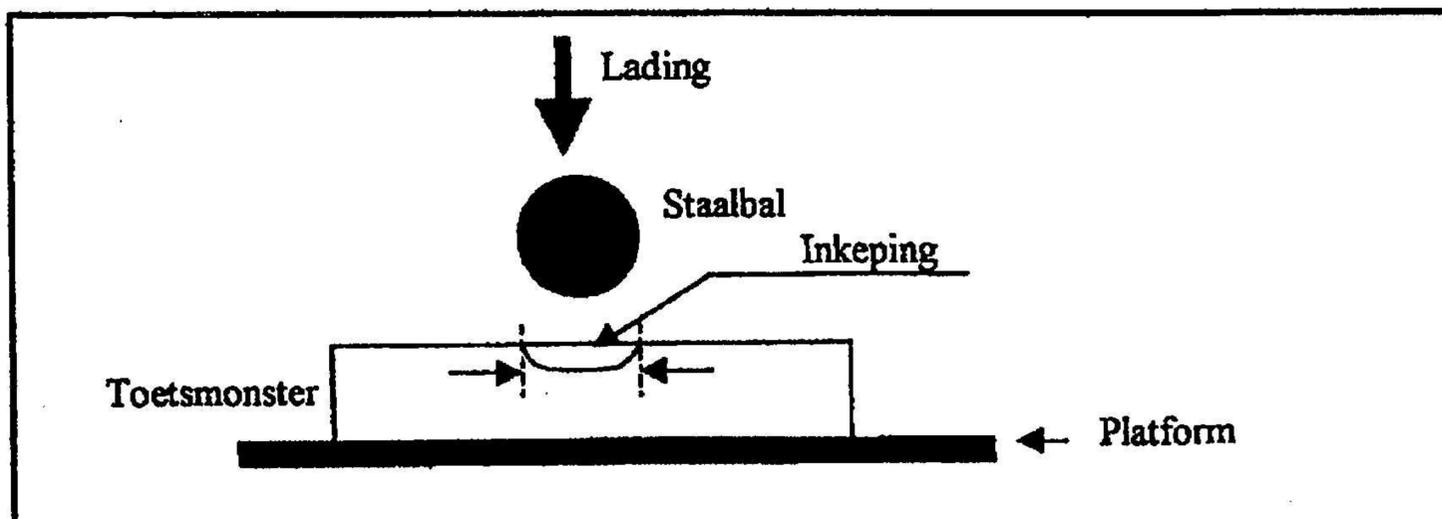 Lading
Staalbal
Inkeping
Toetsmonster
Platform